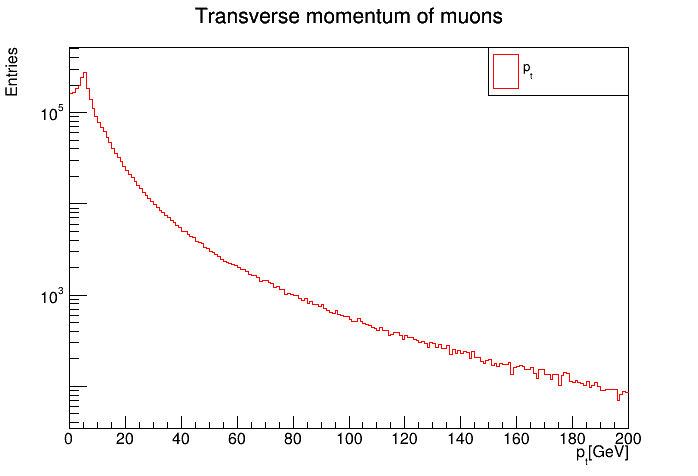 Transverse momentum of muons
Entries
p_t
10^5
10^3
0 20 40 60 80 100 120 140 160 180 200
p_t[GeV]